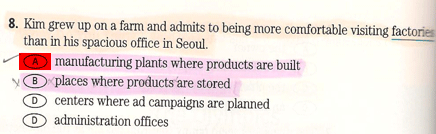 8. Kim grew up on a farm and admits to being more comfortable visiting factories
than in his spacious office in Seoul.
A manufacturing plants where products are built
B places where products are stored
D centers where ad campaigns are planned
D administration offices